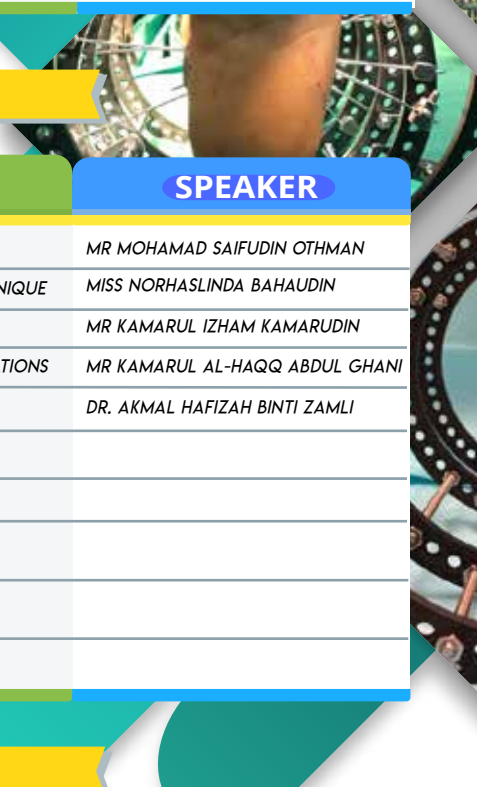 SPEAKER
MR MOHAMAD SAIFUDIN OTHMAN
NIQUE MISS NORHASLINDA BAHAUDIN
MR KAMARUL IZHAM KAMARUDIN
TIONS MR KAMARUL AL-HAQQ ABDUL GHANI
DR. AKMAL HAFIZAH BINTI ZAMLI